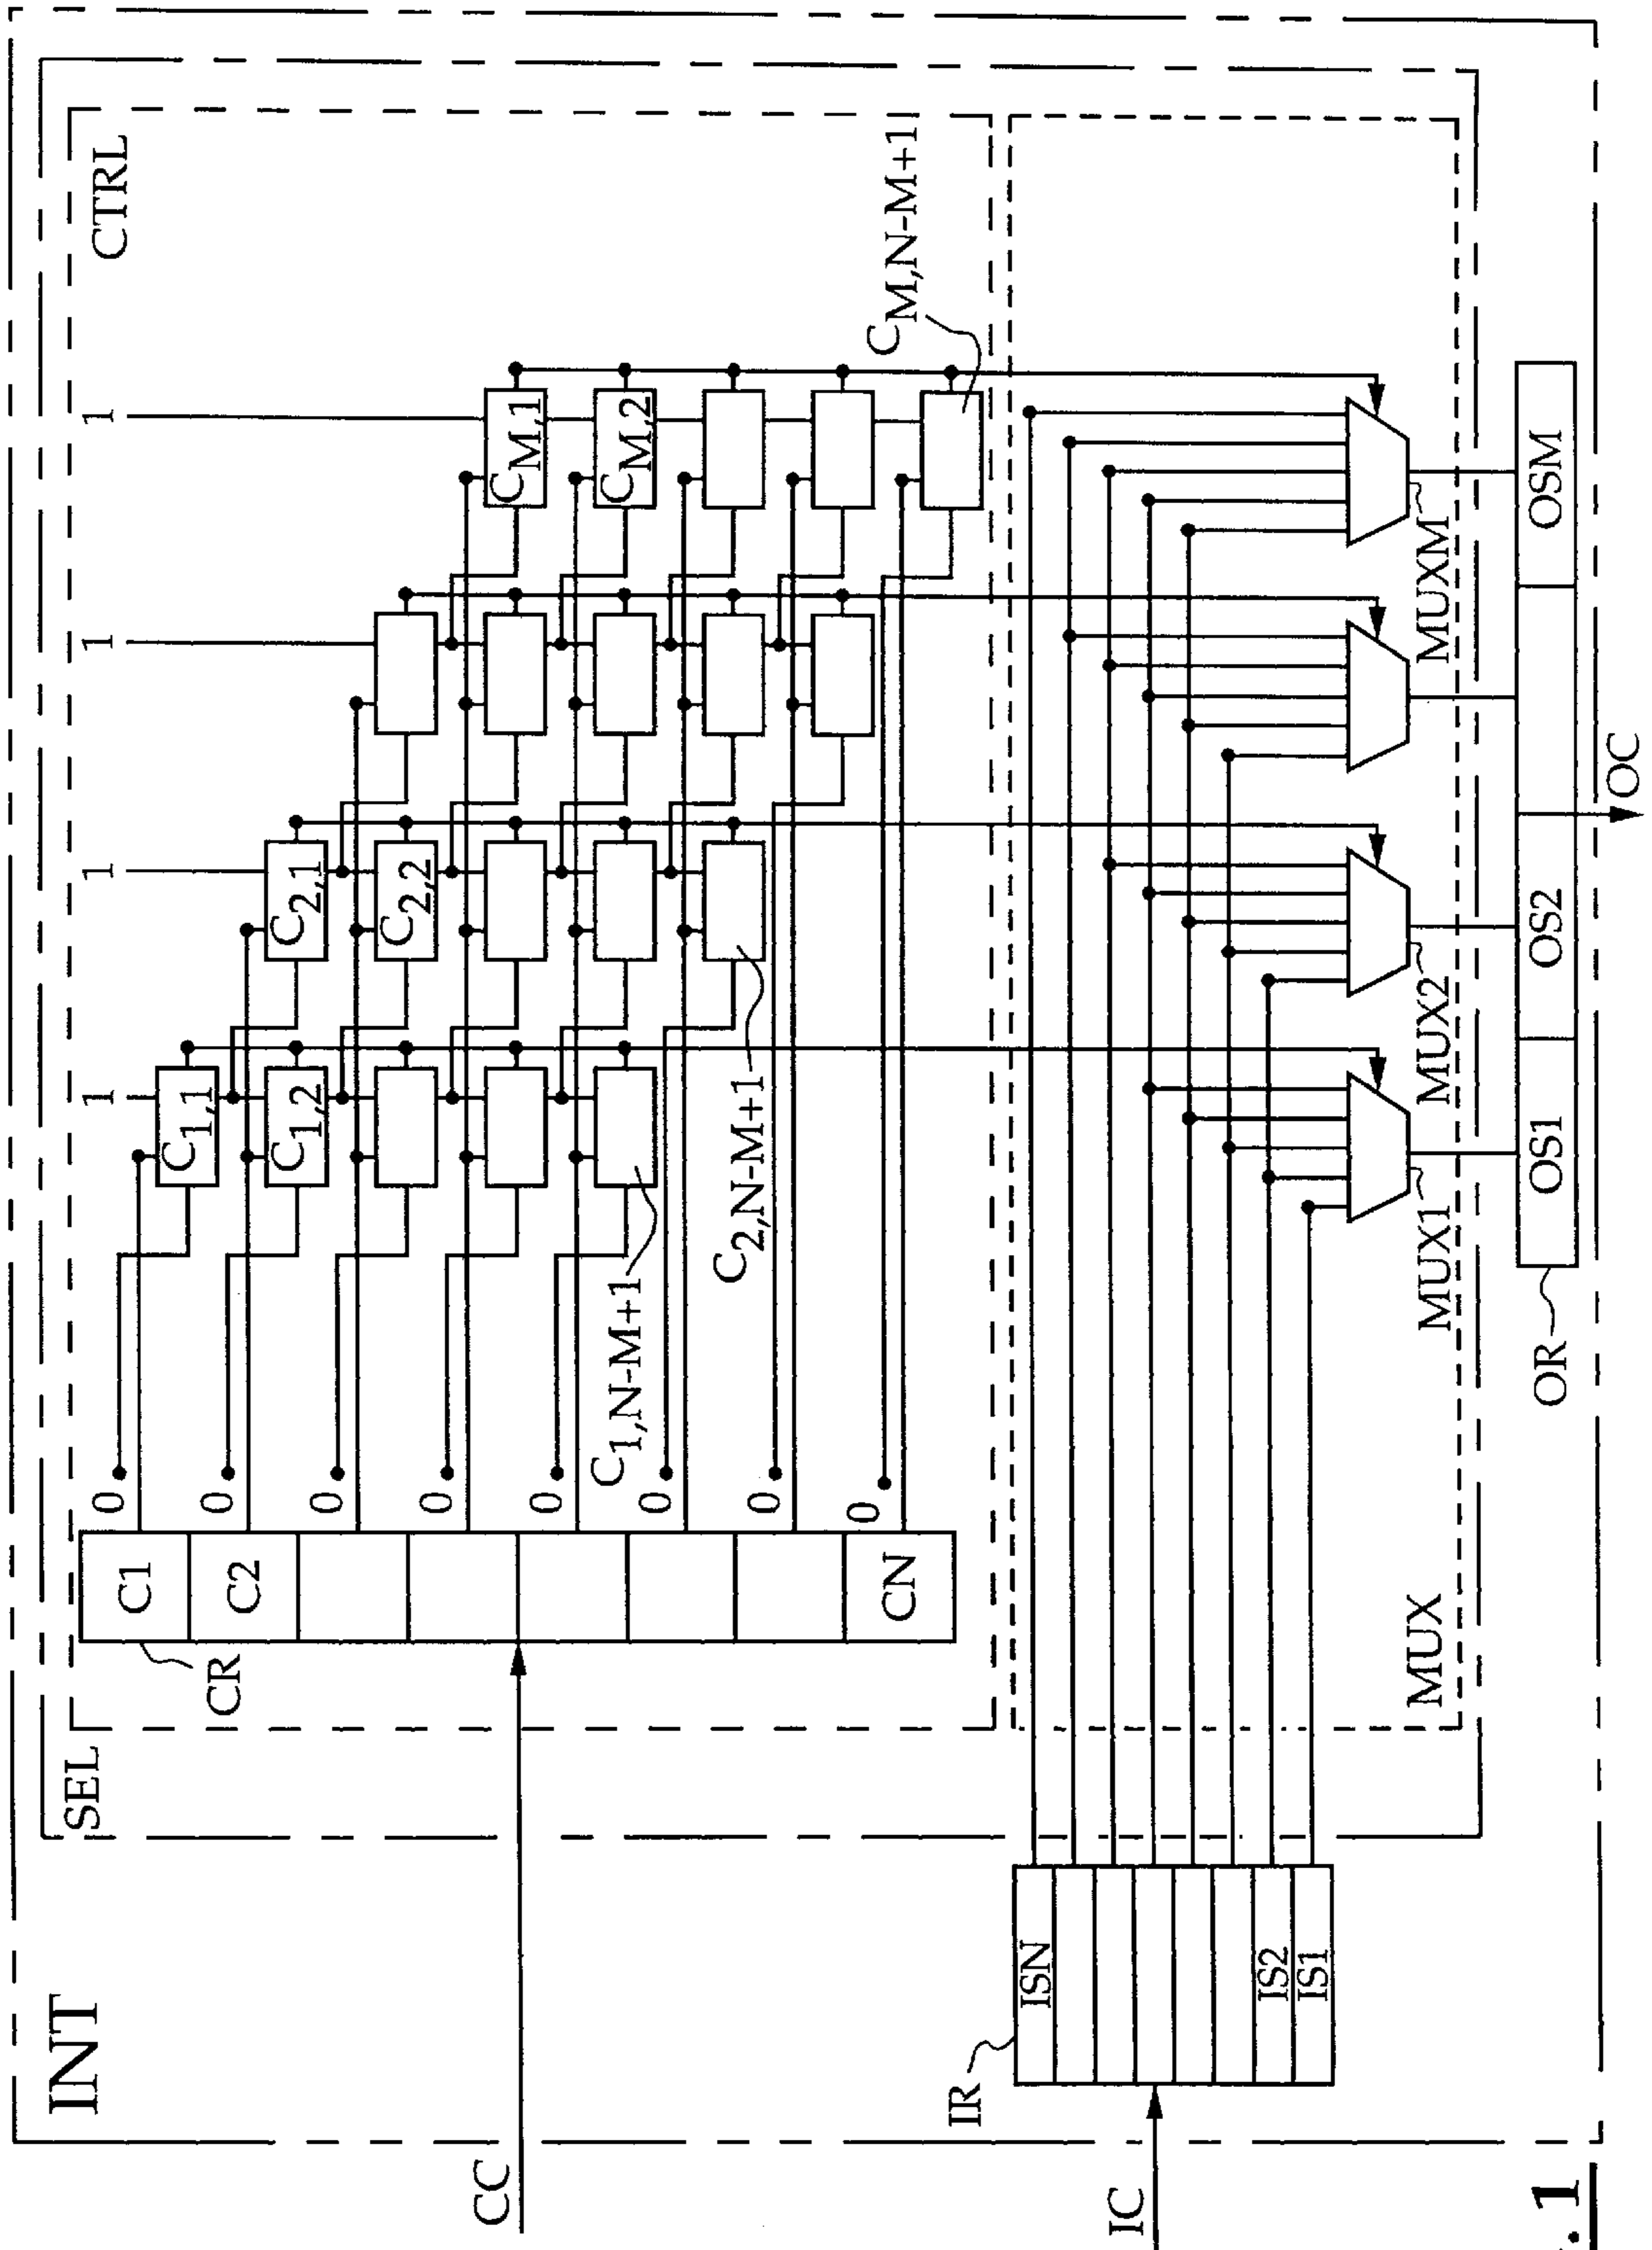 INT
SEL
CTRL
1
1
1
1
0
0
0
0
0
0
0
0
C1
C2
CN
CR
CC
C1,1
C1,2
C1,N-M+1
C2,1
C2,2
C2,N-M+1
CM,1
CM,2
CM,N-M+1
IR
IC
ISN
IS2
IS1
MUX
MUX1
MUX2
MUXM
OR
OS1
OS2
OSM
OC
. 1